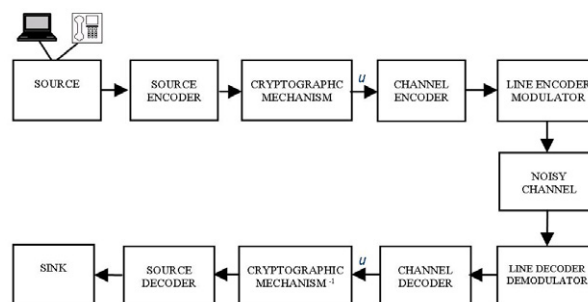 SOURCE
SOURCE
ENCODER
CRYPTOGRAPHC
MECHANISM
u
CHANNEL
ENCODER
LINE ENCODER
MODULATOR
NOISY
CHANNEL
SINK
SOURCE
DECODER
CRYPTOGRAPHIC
MECHANISM -1
u
CHANNEL
DECODER
LINE DECODER
DEMODULATOR